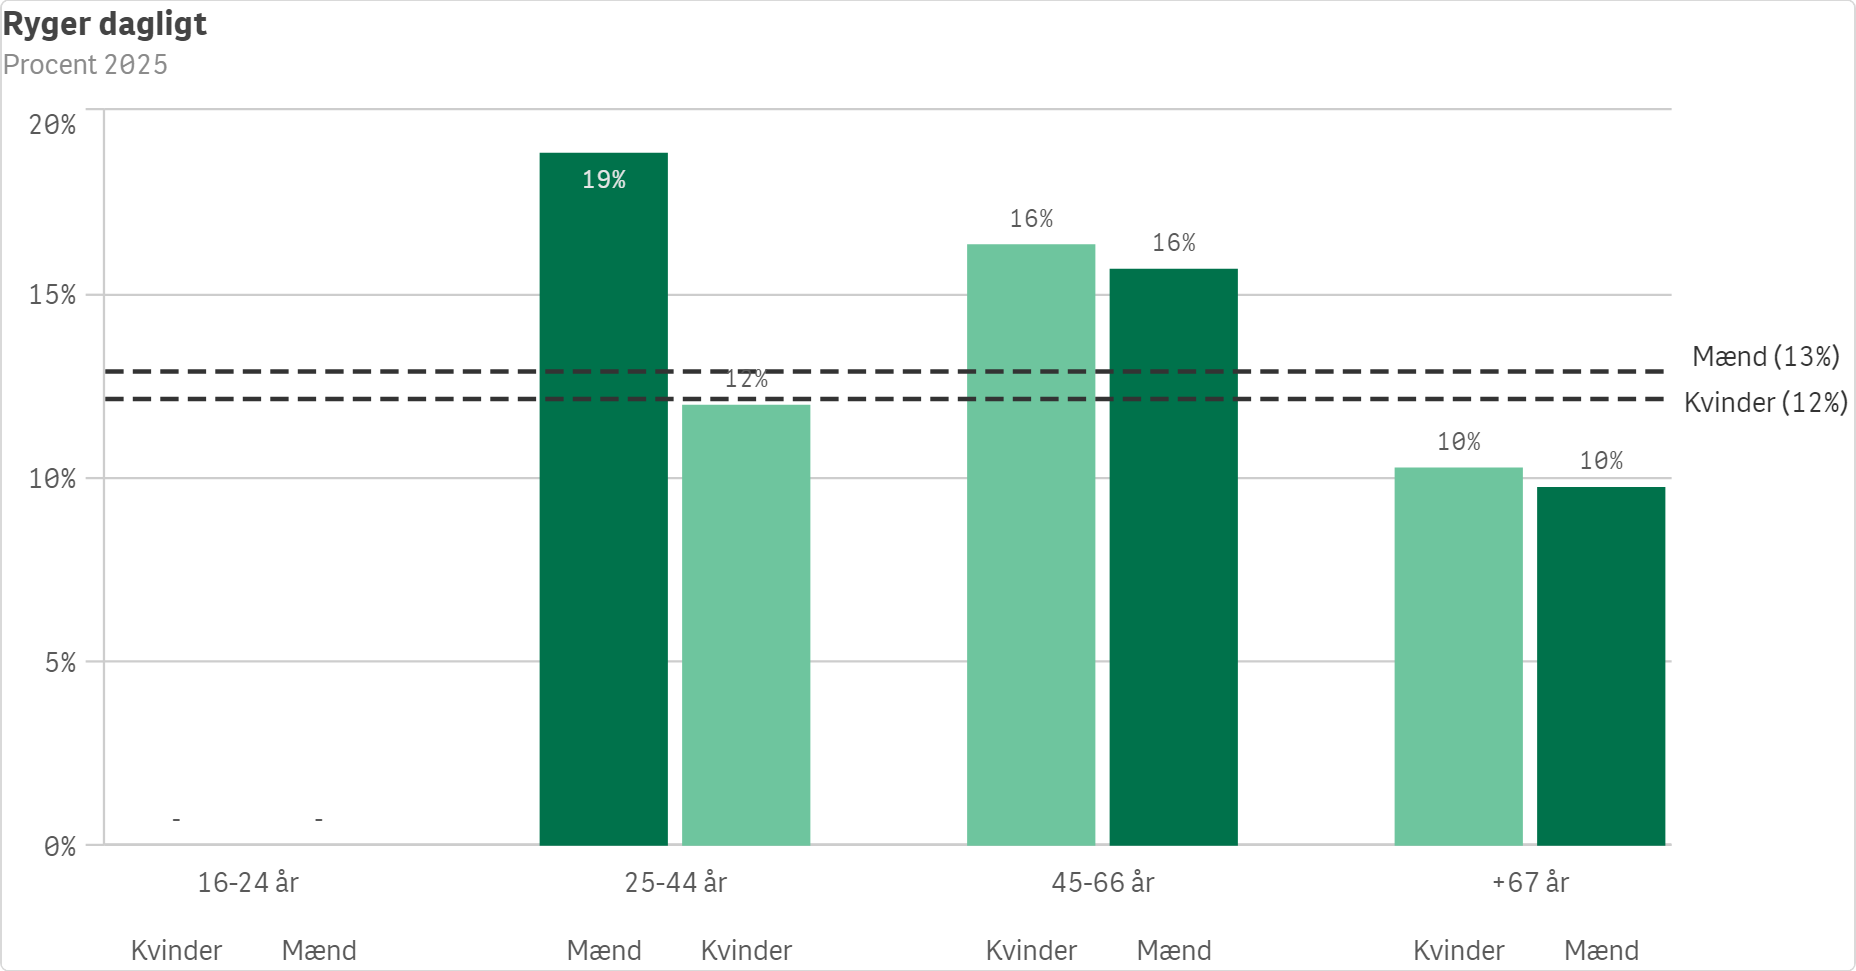 Ryger dagligt
Procent 2025
20%
19%
16%
16%
15%
Mænd (13%)
12%
Kvinder (12%)
10%
10%
10%
5%
- -
0%
16-24 år 25-44 år 45-66 år +67 år
Kvinder Mænd Mænd Kvinder Kvinder Mænd Kvinder Mænd